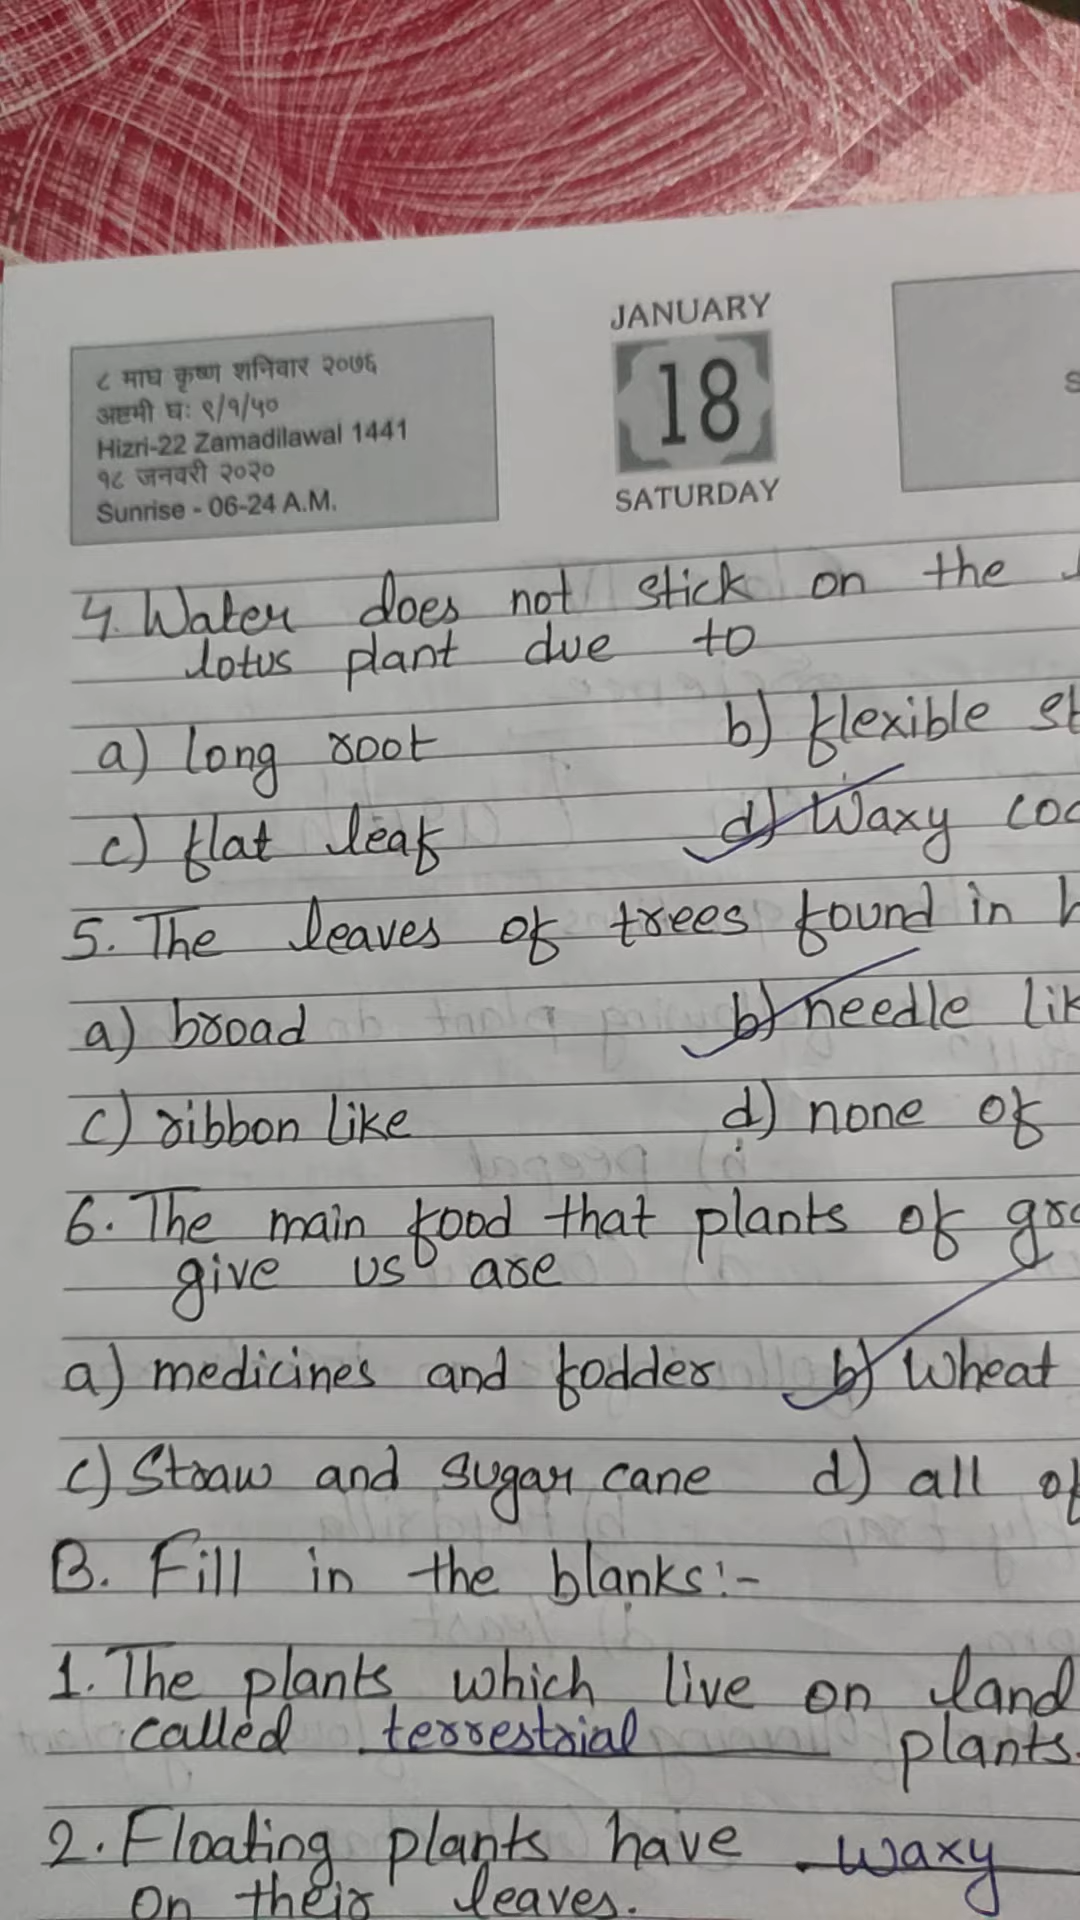 JANUARY
18
SATURDAY
८ माघ कृष्ण शनिवार २०७६
अष्टमी घः ९/१/५०
Hizri-22 Zamadilawal 1441
१८ जनवरी २०२०
Sunrise - 06-24 A.M.
4. Water does not stick on the
lotus plant due to
a) long root b) flexible
c) flat leaf d) Waxy
5. The leaves of trees found in
a) broad b) needle
c) ribbon like d) none of
6. The main food that plants of
give us are
a) medicines and fodder b) Wheat
c) Straw and sugar cane d) all
B. Fill in the blanks:-
1. The plants which live on land
called terrestrial plants.
2. Floating plants have waxy
on their leaves.